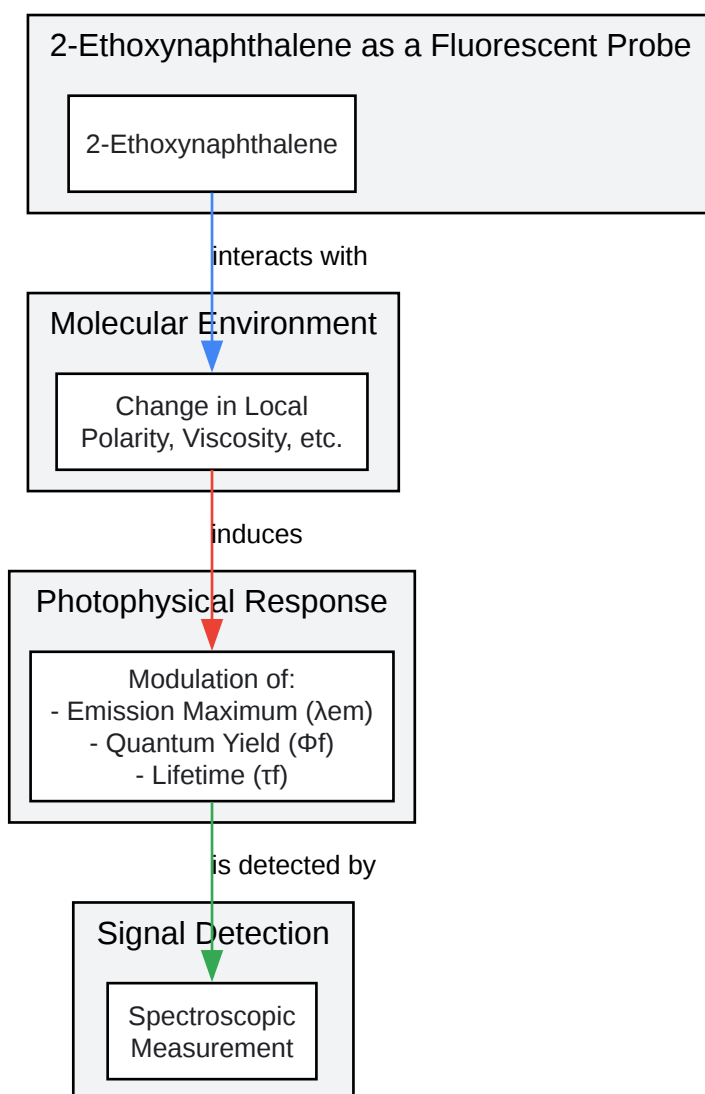 2-Ethoxynaphthalene as a Fluorescent Probe
2-Ethoxynaphthalene
interacts with
Molecular Environment
Change in Local
Polarity, Viscosity, etc.
induces
Photophysical Response
Modulation of:
- Emission Maximum (λem)
- Quantum Yield (Φf)
- Lifetime (τf)
is detected by
Signal Detection
Spectroscopic
Measurement